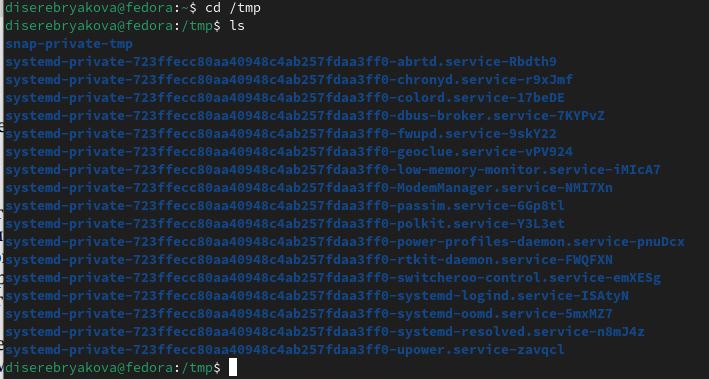 diserebryakova@fedora:~$ cd /tmp
diserebryakova@fedora:/tmp$ ls
snap-private-tmp
systemd-private-723ffecc80aa40948c4ab257fdaa3ff0-abrtd.service-Rbdth9
systemd-private-723ffecc80aa40948c4ab257fdaa3ff0-chronyd.service-r9xJmf
systemd-private-723ffecc80aa40948c4ab257fdaa3ff0-colord.service-17beDE
systemd-private-723ffecc80aa40948c4ab257fdaa3ff0-dbus-broker.service-7KYPvZ
systemd-private-723ffecc80aa40948c4ab257fdaa3ff0-fwupd.service-9skY22
systemd-private-723ffecc80aa40948c4ab257fdaa3ff0-geoclue.service-vPV924
systemd-private-723ffecc80aa40948c4ab257fdaa3ff0-low-memory-monitor.service-iMIcA7
systemd-private-723ffecc80aa40948c4ab257fdaa3ff0-ModemManager.service-NMI7Xn
systemd-private-723ffecc80aa40948c4ab257fdaa3ff0-passim.service-6Gp8tl
systemd-private-723ffecc80aa40948c4ab257fdaa3ff0-polkit.service-Y3L3et
systemd-private-723ffecc80aa40948c4ab257fdaa3ff0-power-profiles-daemon.service-pnuDcx
systemd-private-723ffecc80aa40948c4ab257fdaa3ff0-rtkit-daemon.service-FWQFXN
systemd-private-723ffecc80aa40948c4ab257fdaa3ff0-switcheroo-control.service-emXESg
systemd-private-723ffecc80aa40948c4ab257fdaa3ff0-systemd-logind.service-ISAtyN
systemd-private-723ffecc80aa40948c4ab257fdaa3ff0-systemd-oomd.service-5mxMZ7
systemd-private-723ffecc80aa40948c4ab257fdaa3ff0-systemd-resolved.service-n8mJ4z
systemd-private-723ffecc80aa40948c4ab257fdaa3ff0-upower.service-zavqcl
diserebryakova@fedora:/tmp$